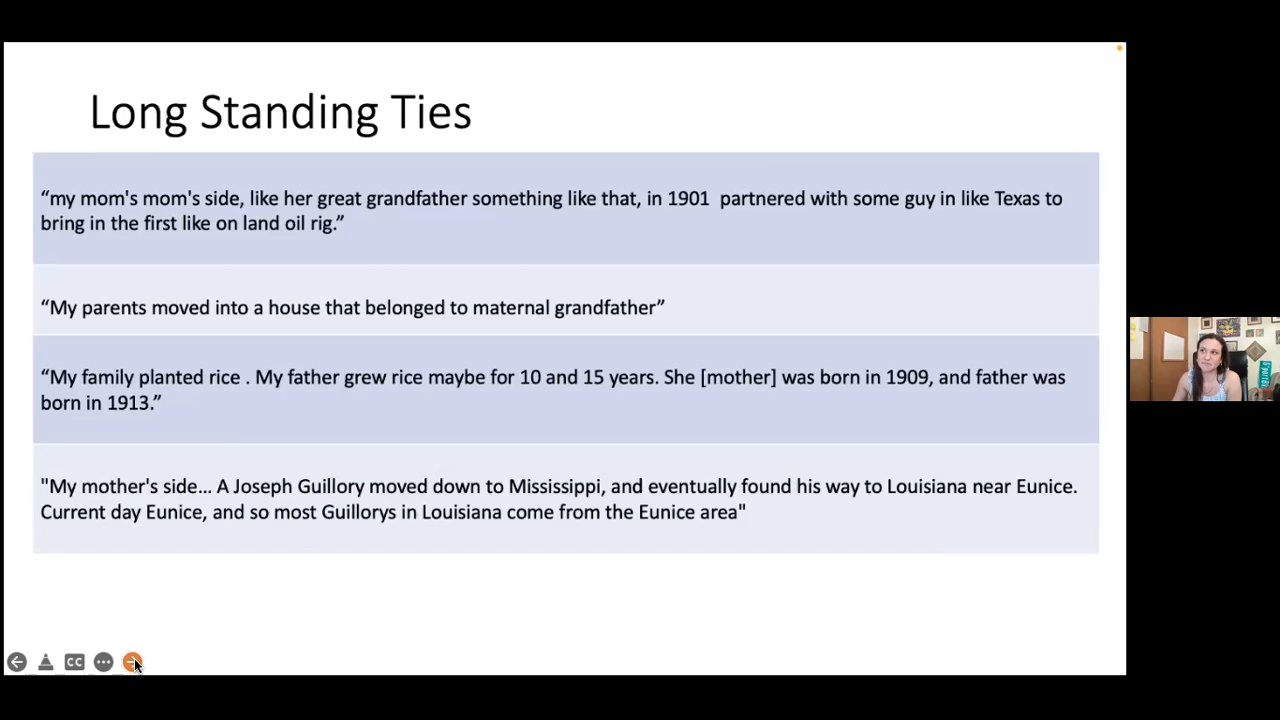 Long Standing Ties
“my mom's mom's side, like her great grandfather something like that, in 1901 partnered with some guy in like Texas to
bring in the first like on land oil rig.”
“My parents moved into a house that belonged to maternal grandfather”
“My family planted rice . My father grew rice maybe for 10 and 15 years. She [mother] was born in 1909, and father was
born in 1913.”
"My mother's side... A Joseph Guillory moved down to Mississippi, and eventually found his way to Louisiana near Eunice.
Current day Eunice, and so most Guillorys in Louisiana come from the Eunice area"
CC